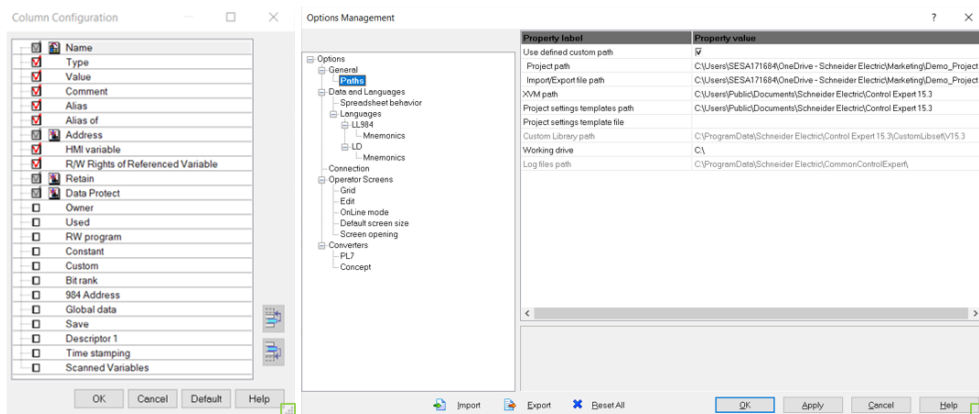 Column Configuration
Name
Type
Value
Comment
Alias
Alias of
Address
HMI variable
R/W Rights of Referenced Variable
Retain
Data Protect
Owner
Used
RW program
Constant
Custom
Bit rank
984 Address
Global data
Save
Descriptor 1
Time stamping
Scanned Variables
OK Cancel Default Help
Options Management
Options
General
Paths
Data and Languages
Spreadsheet behavior
Languages
LL984
Mnemonics
LD
Mnemonics
Connection
Operator Screens
Grid
Edit
OnLine mode
Default screen size
Screen opening
Converters
PL7
Concept
Property label Property value
Use defined custom path
Project path C:\Users\SESA171684\OneDrive - Schneider Electric\Marketing\Demo_Project
Import/Export file path C:\Users\SESA171684\OneDrive - Schneider Electric\Marketing\Demo_Project
XVM path C:\Users\Public\Documents\Schneider Electric\Control Expert 15.3
Project settings templates path C:\Users\Public\Documents\Schneider Electric\Control Expert 15.3
Project settings template file
Custom Library path C:\ProgramData\Schneider Electric\Control Expert 15.3\CustomLibset\V15.3
Working drive C:\
Log files path C:\ProgramData\Schneider Electric\CommonControlExpert\
Import Export Reset All OK Apply Cancel Help